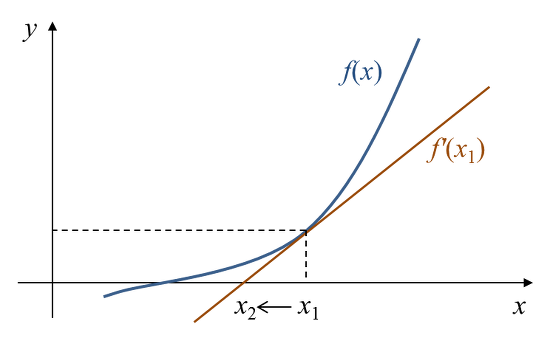 y
f(x)
f'(x₁)
x₂ ← x₁
x